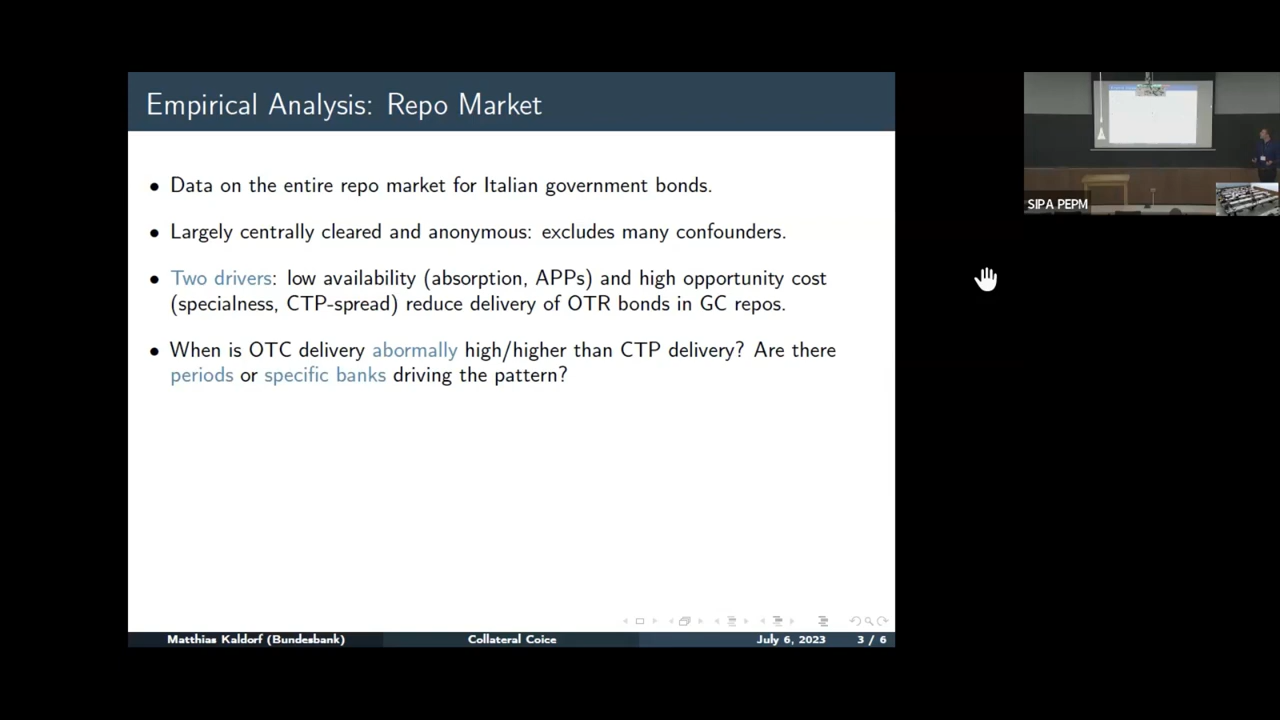 Empirical Analysis: Repo Market
• Data on the entire repo market for Italian government bonds.
• Largely centrally cleared and anonymous: excludes many confounders.
• Two drivers: low availability (absorption, APPs) and high opportunity cost
(specialness, CTP-spread) reduce delivery of OTR bonds in GC repos.
• When is OTC delivery abormally high/higher than CTP delivery? Are there
periods or specific banks driving the pattern?
Matthias Kaldorf (Bundesbank) Collateral Coice July 6, 2023 3 / 6
SIPA PEPM